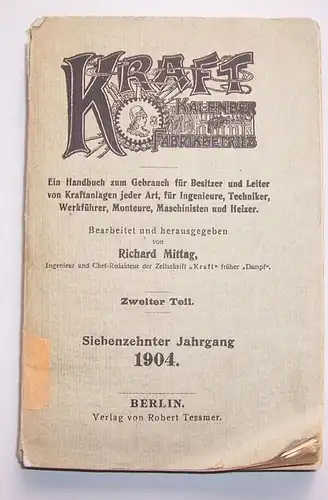 KRAFT.
KALENDER
für
FABRIKBETRIEB
Ein Handbuch zum Gebrauch für Besitzer und Leiter
von Kraftanlagen jeder Art, für Ingenieure, Techniker,
Werkführer, Monteure, Maschinisten und Heizer.
Bearbeitet und herausgegeben
von
Richard Mittag,
Ingenieur und Chef-Redakteur der Zeitschrift „Kraft" früher „Dampf".
Zweiter Teil.
Siebenzehnter Jahrgang
1904.
BERLIN.
Verlag von Robert Tessmer.